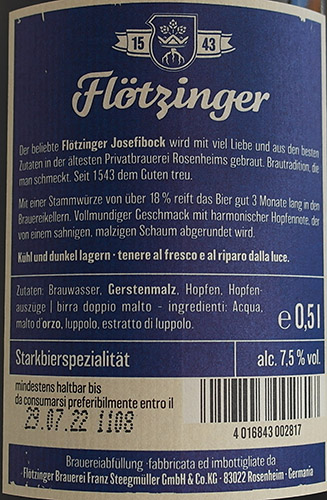 15 43
Flötzinger
Der beliebte Flötzinger Josefibock wird mit viel Liebe und aus den besten
Zutaten in der ältesten Privatbrauerei Rosenheims gebraut. Brautradition, die
man schmeckt. Seit 1543 dem Guten treu.
Mit einer Stammwürze von über 18 % reift das Bier gut 3 Monate lang in den
Brauereikellern. Vollmundiger Geschmack mit harmonischer Hopfennote, der
von einem sahnigen, malzigen Schaum abgerundet wird.
Kühl und dunkel lagern · tenere al fresco e al riparo dalla luce.
Zutaten: Brauwasser, Gerstenmalz, Hopfen, Hopfen-
auszüge | birra doppio malto - ingredienti: Acqua,
malto d'orzo, luppolo, estratto di luppolo.
e 0,5 l
Starkbierspezialität
alc. 7.5 % vol.
mindestens haltbar bis
da consumarsi preferibilmente entro il
29.07.22 1108
4 016843 002817
Brauereiabfüllung · fabbricata ed imbottigliate da
Flötzinger Brauerei Franz Steegmüller GmbH & Co.KG · 83022 Rosenheim · Germania